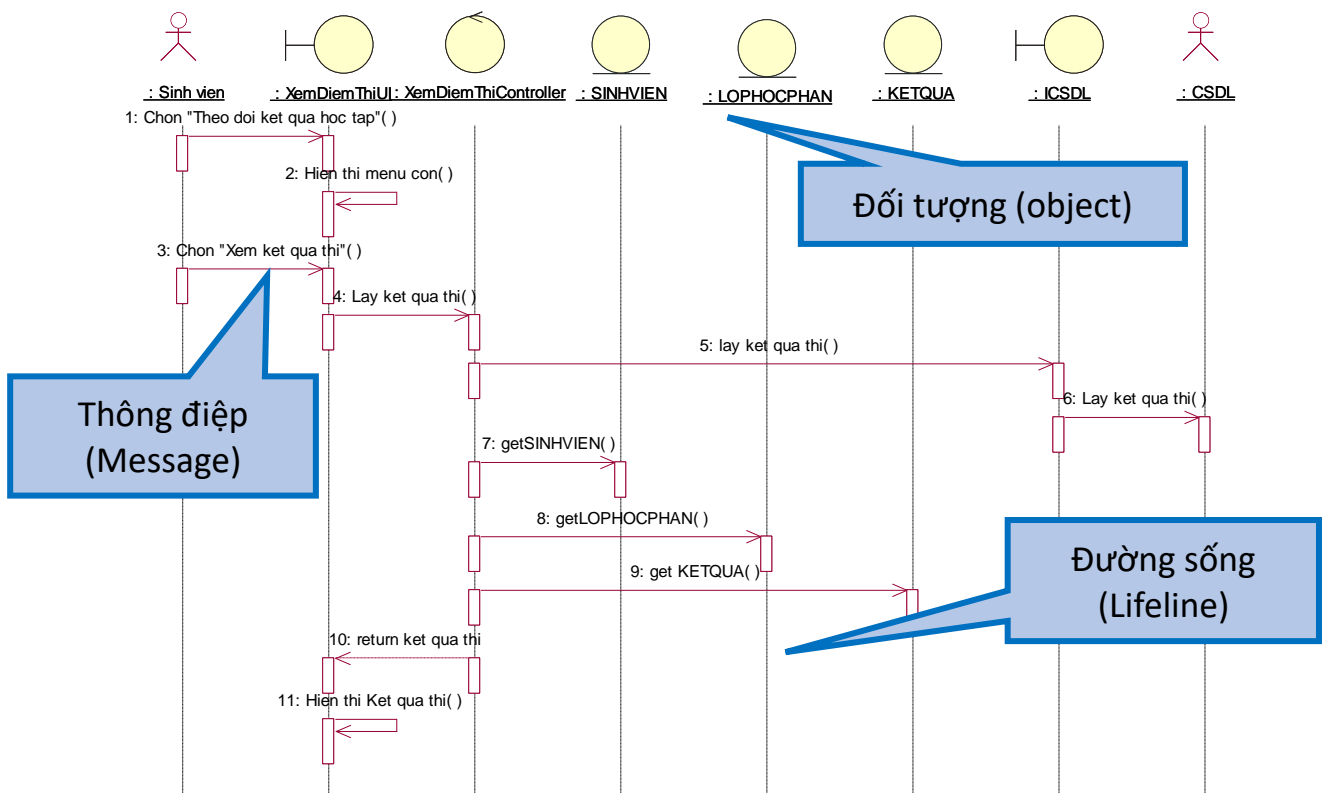 : Sinh vien
: XemDiemThiUI
: XemDiemThiController
: SINHVIEN
: LOPHOCPHAN
: KETQUA
: ICSDL
: CSDL
1: Chon "Theo doi ket qua hoc tap"( )
2: Hien thi menu con( )
Đối tượng (object)
3: Chon "Xem ket qua thi"( )
4: Lay ket qua thi( )
5: lay ket qua thi( )
6: Lay ket qua thi( )
Thông điệp
(Message)
7: getSINHVIEN( )
8: getLOPHOCPHAN( )
9: get KETQUA( )
Đường sống
(Lifeline)
10: return ket qua thi
11: Hien thi Ket qua thi( )